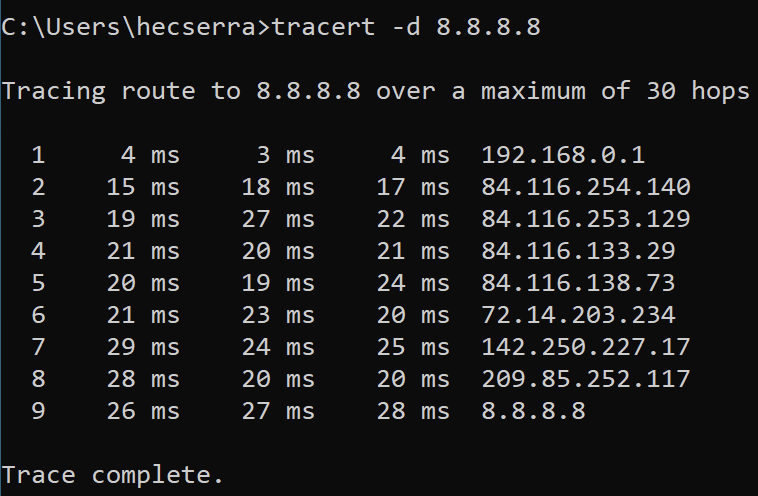 C:\Users\hecserra>tracert -d 8.8.8.8
Tracing route to 8.8.8.8 over a maximum of 30 hops
1 4 ms 3 ms 4 ms 192.168.0.1
2 15 ms 18 ms 17 ms 84.116.254.140
3 19 ms 27 ms 22 ms 84.116.253.129
4 21 ms 20 ms 21 ms 84.116.133.29
5 20 ms 19 ms 24 ms 84.116.138.73
6 21 ms 23 ms 20 ms 72.14.203.234
7 29 ms 24 ms 25 ms 142.250.227.17
8 28 ms 20 ms 20 ms 209.85.252.117
9 26 ms 27 ms 28 ms 8.8.8.8
Trace complete.